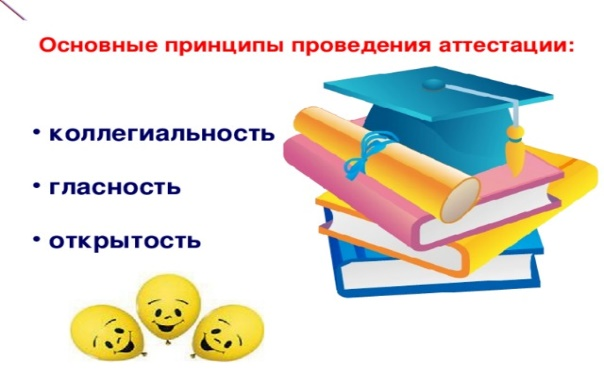 Основные принципы проведения аттестации:
• коллегиальность
• гласность
• открытость